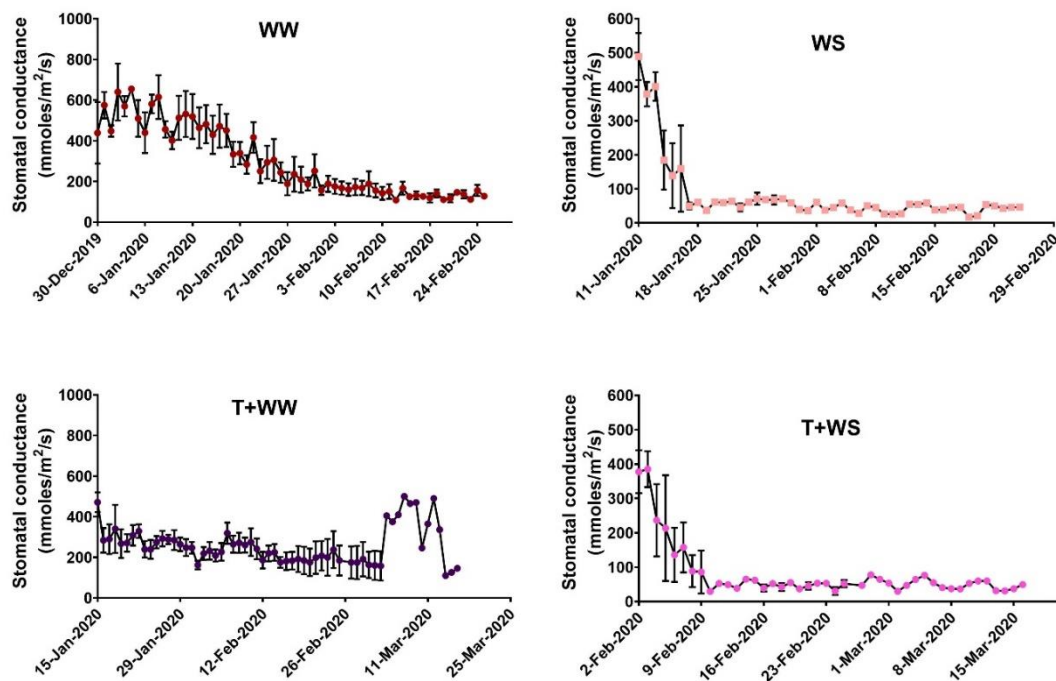 WW
Stomatal conductance
(mmoles/m²/s)
1000
800
600
400
200
0
30-Dec-2019
6-Jan-2020
13-Jan-2020
20-Jan-2020
27-Jan-2020
3-Feb-2020
10-Feb-2020
17-Feb-2020
24-Feb-2020
WS
Stomatal conductance
(mmoles/m²/s)
600
500
400
300
200
100
0
11-Jan-2020
18-Jan-2020
25-Jan-2020
1-Feb-2020
8-Feb-2020
15-Feb-2020
22-Feb-2020
29-Feb-2020
T+WW
Stomatal conductance
(mmoles/m²/s)
1000
800
600
400
200
0
15-Jan-2020
29-Jan-2020
12-Feb-2020
26-Feb-2020
11-Mar-2020
25-Mar-2020
T+WS
Stomatal conductance
(mmoles/m²/s)
600
500
400
300
200
100
0
2-Feb-2020
9-Feb-2020
16-Feb-2020
23-Feb-2020
1-Mar-2020
8-Mar-2020
15-Mar-2020